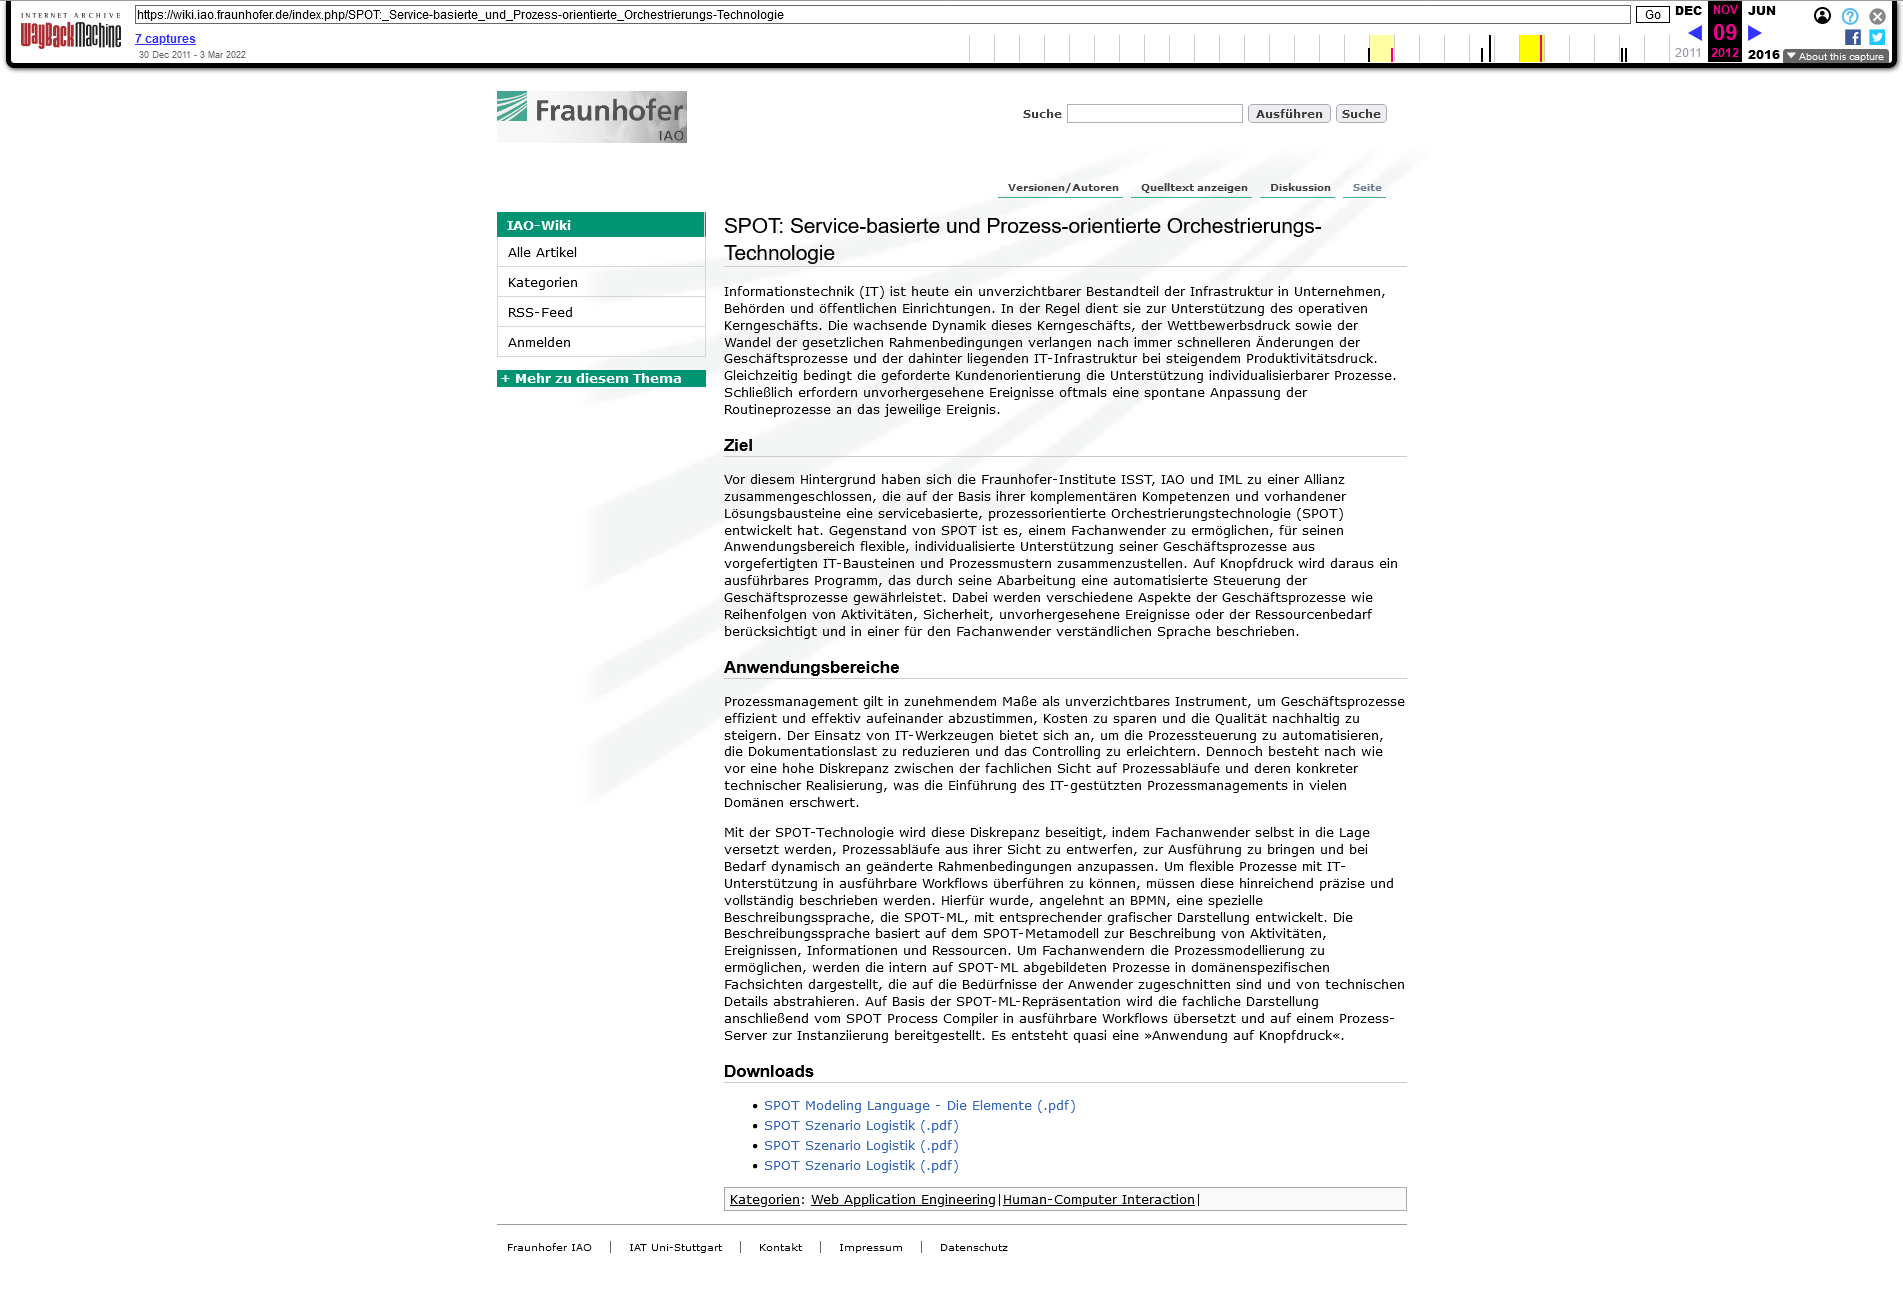 INTERNET ARCHIVE
WayBackMachine
https://wiki.iao.fraunhofer.de/index.php/SPOT:_Service-basierte_und_Prozess-orientierte_Orchestrierungs-Technologie
Go
DEC
NOV
JUN
7 captures
09
30 Dec 2011 - 3 Mar 2022
2011
2012
2016
About this capture
Fraunhofer
IAO
Suche
Ausführen
Suche
Versionen/Autoren
Quelltext anzeigen
Diskussion
Seite
IAO-Wiki
Alle Artikel
Kategorien
RSS-Feed
Anmelden
+ Mehr zu diesem Thema
SPOT: Service-basierte und Prozess-orientierte Orchestrierungs-
Technologie
Informationstechnik (IT) ist heute ein unverzichtbarer Bestandteil der Infrastruktur in Unternehmen,
Behörden und öffentlichen Einrichtungen. In der Regel dient sie zur Unterstützung des operativen
Kerngeschäfts. Die wachsende Dynamik dieses Kerngeschäfts, der Wettbewerbsdruck sowie der
Wandel der gesetzlichen Rahmenbedingungen verlangen nach immer schnelleren Änderungen der
Geschäftsprozesse und der dahinter liegenden IT-Infrastruktur bei steigendem Produktivitätsdruck.
Gleichzeitig bedingt die geforderte Kundenorientierung die Unterstützung individualisierbarer Prozesse.
Schließlich erfordern unvorhergesehene Ereignisse oftmals eine spontane Anpassung der
Routineprozesse an das jeweilige Ereignis.
Ziel
Vor diesem Hintergrund haben sich die Fraunhofer-Institute ISST, IAO und IML zu einer Allianz
zusammengeschlossen, die auf der Basis ihrer komplementären Kompetenzen und vorhandener
Lösungsbausteine eine servicebasierte, prozessorientierte Orchestrierungstechnologie (SPOT)
entwickelt hat. Gegenstand von SPOT ist es, einem Fachanwender zu ermöglichen, für seinen
Anwendungsbereich flexible, individualisierte Unterstützung seiner Geschäftsprozesse aus
vorgefertigten IT-Bausteinen und Prozessmustern zusammenzustellen. Auf Knopfdruck wird daraus ein
ausführbares Programm, das durch seine Abarbeitung eine automatisierte Steuerung der
Geschäftsprozesse gewährleistet. Dabei werden verschiedene Aspekte der Geschäftsprozesse wie
Reihenfolgen von Aktivitäten, Sicherheit, unvorhergesehene Ereignisse oder der Ressourcenbedarf
berücksichtigt und in einer für den Fachanwender verständlichen Sprache beschrieben.
Anwendungsbereiche
Prozessmanagement gilt in zunehmendem Maße als unverzichtbares Instrument, um Geschäftsprozesse
effizient und effektiv aufeinander abzustimmen, Kosten zu sparen und die Qualität nachhaltig zu
steigern. Der Einsatz von IT-Werkzeugen bietet sich an, um die Prozessteuerung zu automatisieren,
die Dokumentationslast zu reduzieren und das Controlling zu erleichtern. Dennoch besteht nach wie
vor eine hohe Diskrepanz zwischen der fachlichen Sicht auf Prozessabläufe und deren konkreter
technischer Realisierung, was die Einführung des IT-gestützten Prozessmanagements in vielen
Domänen erschwert.
Mit der SPOT-Technologie wird diese Diskrepanz beseitigt, indem Fachanwender selbst in die Lage
versetzt werden, Prozessabläufe aus ihrer Sicht zu entwerfen, zur Ausführung zu bringen und bei
Bedarf dynamisch an geänderte Rahmenbedingungen anzupassen. Um flexible Prozesse mit IT-
Unterstützung in ausführbare Workflows überführen zu können, müssen diese hinreichend präzise und
vollständig beschrieben werden. Hierfür wurde, angelehnt an BPMN, eine spezielle
Beschreibungssprache, die SPOT-ML, mit entsprechender grafischer Darstellung entwickelt. Die
Beschreibungssprache basiert auf dem SPOT-Metamodell zur Beschreibung von Aktivitäten,
Ereignissen, Informationen und Ressourcen. Um Fachanwendern die Prozessmodellierung zu
ermöglichen, werden die intern auf SPOT-ML abgebildeten Prozesse in domänenspezifischen
Fachsichten dargestellt, die auf die Bedürfnisse der Anwender zugeschnitten sind und von technischen
Details abstrahieren. Auf Basis der SPOT-ML-Repräsentation wird die fachliche Darstellung
anschließend vom SPOT Process Compiler in ausführbare Workflows übersetzt und auf einem Prozess-
Server zur Instanziierung bereitgestellt. Es entsteht quasi eine »Anwendung auf Knopfdruck«.
Downloads
• SPOT Modeling Language - Die Elemente (.pdf)
• SPOT Szenario Logistik (.pdf)
• SPOT Szenario Logistik (.pdf)
• SPOT Szenario Logistik (.pdf)
Kategorien: Web Application Engineering | Human-Computer Interaction |
Fraunhofer IAO | IAT Uni-Stuttgart | Kontakt | Impressum | Datenschutz